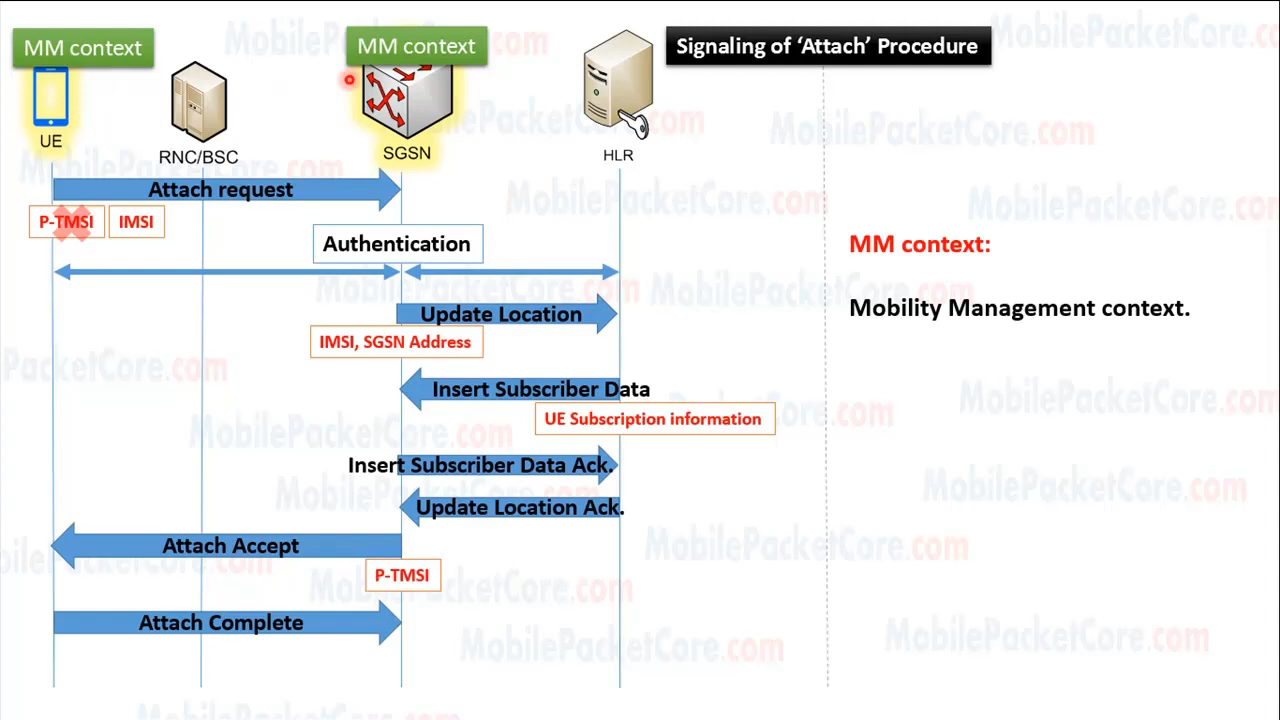 MM context
MM context
Signaling of ‘Attach’ Procedure
UE
RNC/BSC
SGSN
HLR
Attach request
P-TMSI
IMSI
Authentication
MM context:
Update Location
Mobility Management context.
IMSI, SGSN Address
Insert Subscriber Data
UE Subscription information
Insert Subscriber Data Ack.
Update Location Ack.
Attach Accept
P-TMSI
Attach Complete
MobilePacketCore.com